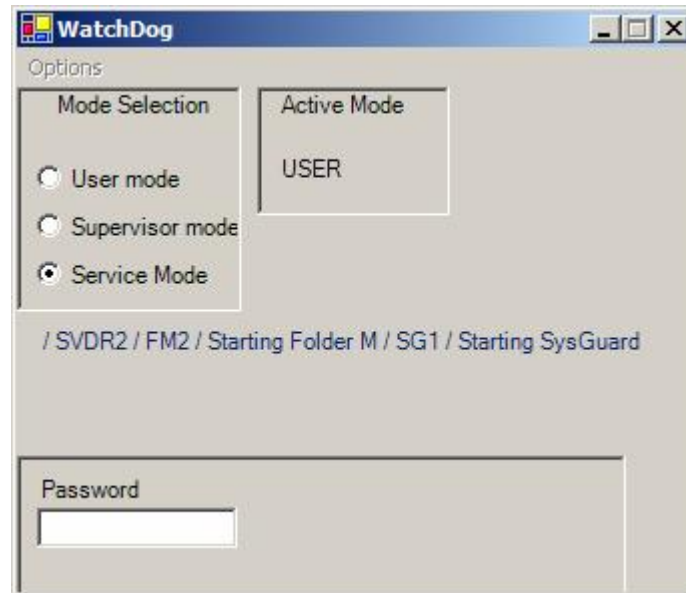 WatchDog
Options
Mode Selection
Active Mode
User mode
USER
Supervisor mode
Service Mode
/ SVDR2 / FM2 / Starting Folder M / SG1 / Starting SysGuard
Password